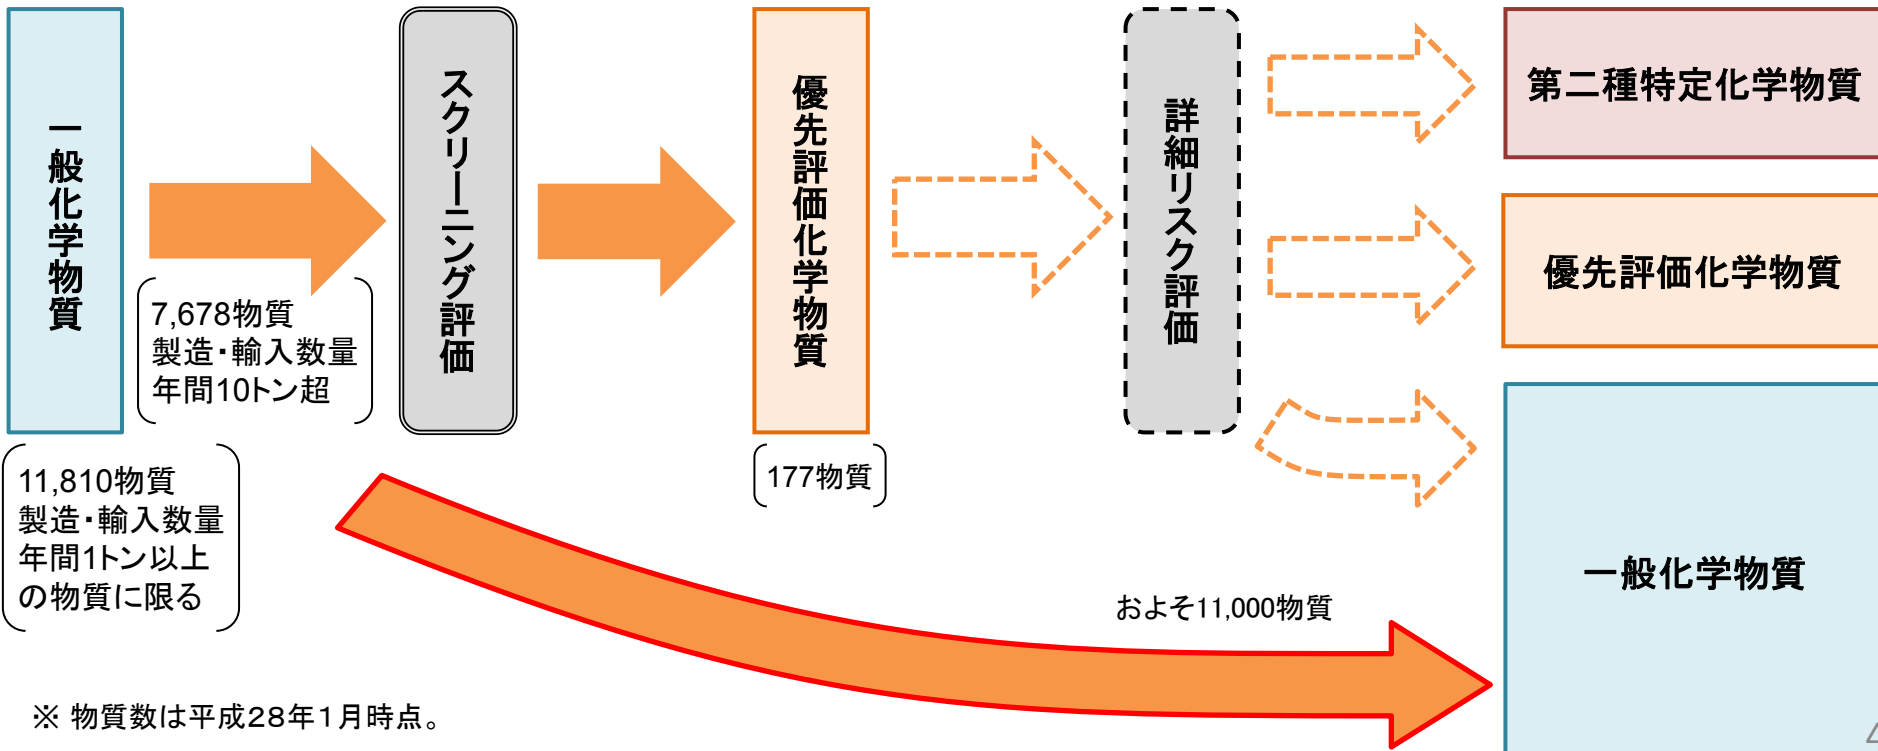 一般化学物質
7,678物質
製造・輸入数量
年間10トン超
11,810物質
製造・輸入数量
年間1トン以上
の物質に限る
スクリーニング評価
優先評価化学物質
177物質
詳細リスク評価
第二種特定化学物質
優先評価化学物質
一般化学物質
およそ11,000物質
※ 物質数は平成28年1月時点。